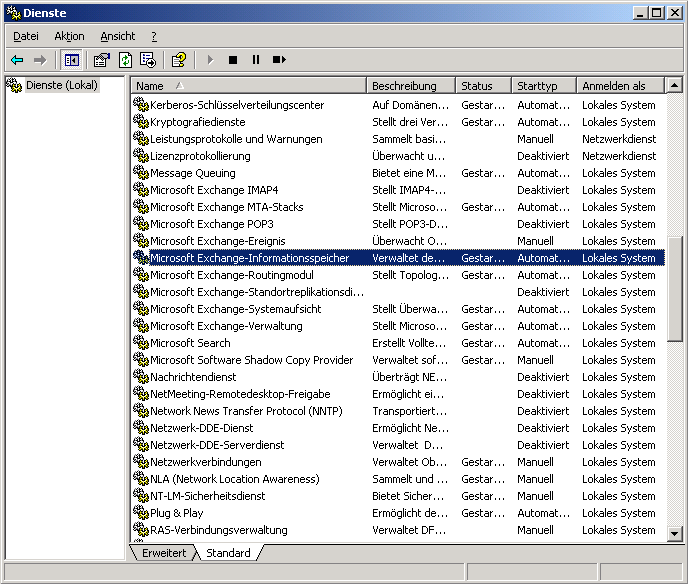 Dienste
Datei Aktion Ansicht ?
Dienste (Lokal)
Name Beschreibung Status Starttyp Anmelden als
Kerberos-Schlüsselverteilungscenter Auf Domänen... Gestar... Automat... Lokales System
Kryptografiedienste Stellt drei Ver... Gestar... Automat... Lokales System
Leistungsprotokolle und Warnungen Sammelt basi... Manuell Netzwerkdienst
Lizenzprotokollierung Überwacht u... Deaktiviert Netzwerkdienst
Message Queuing Bietet eine M... Gestar... Automat... Lokales System
Microsoft Exchange IMAP4 Stellt IMAP4-... Deaktiviert Lokales System
Microsoft Exchange MTA-Stacks Stellt Microso... Gestar... Automat... Lokales System
Microsoft Exchange POP3 Stellt POP3-D... Deaktiviert Lokales System
Microsoft Exchange-Ereignis Überwacht O... Manuell Lokales System
Microsoft Exchange-Informationsspeicher Verwaltet de... Gestar... Automat... Lokales System
Microsoft Exchange-Routingmodul Stellt Topolog... Gestar... Automat... Lokales System
Microsoft Exchange-Standortreplikationsdi... Deaktiviert Lokales System
Microsoft Exchange-Systemaufsicht Stellt Überwa... Gestar... Automat... Lokales System
Microsoft Exchange-Verwaltung Stellt Microso... Gestar... Automat... Lokales System
Microsoft Search Erstellt Vollte... Gestar... Automat... Lokales System
Microsoft Software Shadow Copy Provider Verwaltet sof... Gestar... Manuell Lokales System
Nachrichtendienst Überträgt NE... Deaktiviert Lokales System
NetMeeting-Remotedesktop-Freigabe Ermöglicht ei... Deaktiviert Lokales System
Network News Transfer Protocol (NNTP) Transportiert... Deaktiviert Lokales System
Netzwerk-DDE-Dienst Ermöglicht Ne... Deaktiviert Lokales System
Netzwerk-DDE-Serverdienst Verwaltet D... Deaktiviert Lokales System
Netzwerkverbindungen Verwaltet Ob... Gestar... Manuell Lokales System
NLA (Network Location Awareness) Sammelt und ... Gestar... Manuell Lokales System
NT-LM-Sicherheitsdienst Bietet Sicher... Gestar... Manuell Lokales System
Plug & Play Ermöglicht de... Gestar... Automat... Lokales System
RAS-Verbindungsverwaltung Verwaltet DF... Manuell Lokales System
Erweitert Standard